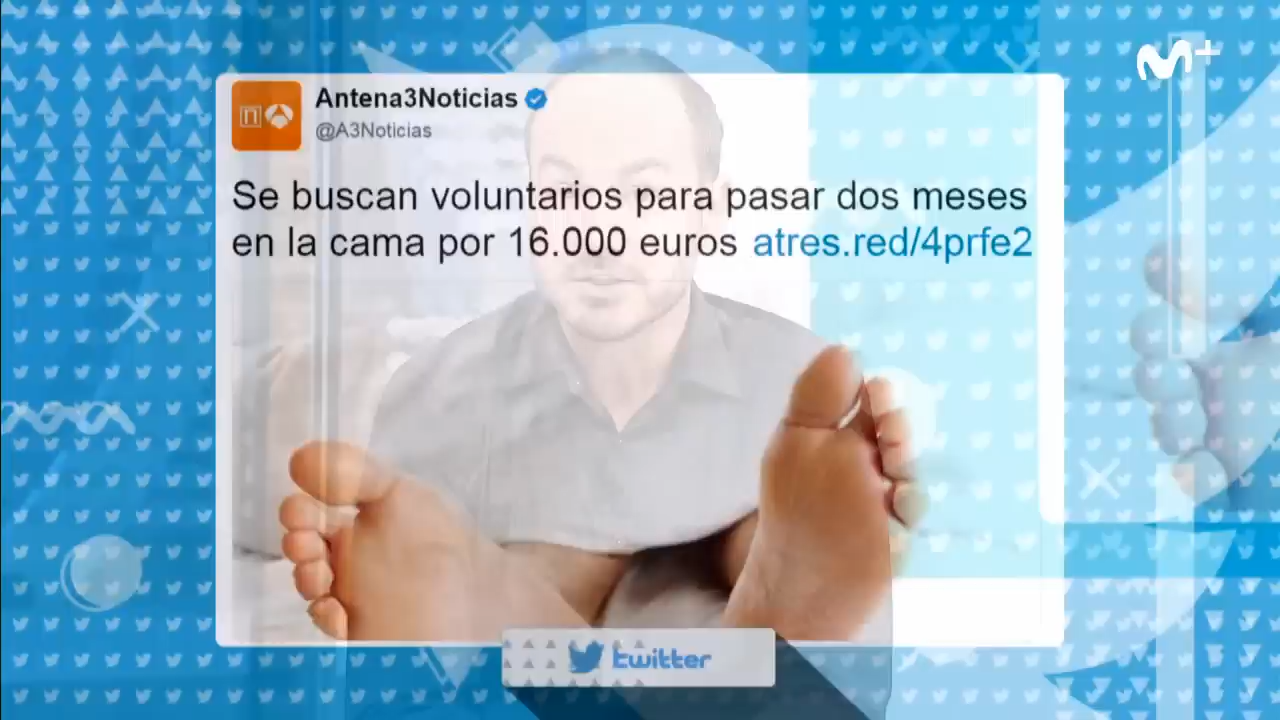 M+
Antena3Noticias
@A3Noticias
Se buscan voluntarios para pasar dos meses
en la cama por 16.000 euros atres.red/4prfe2
twitter